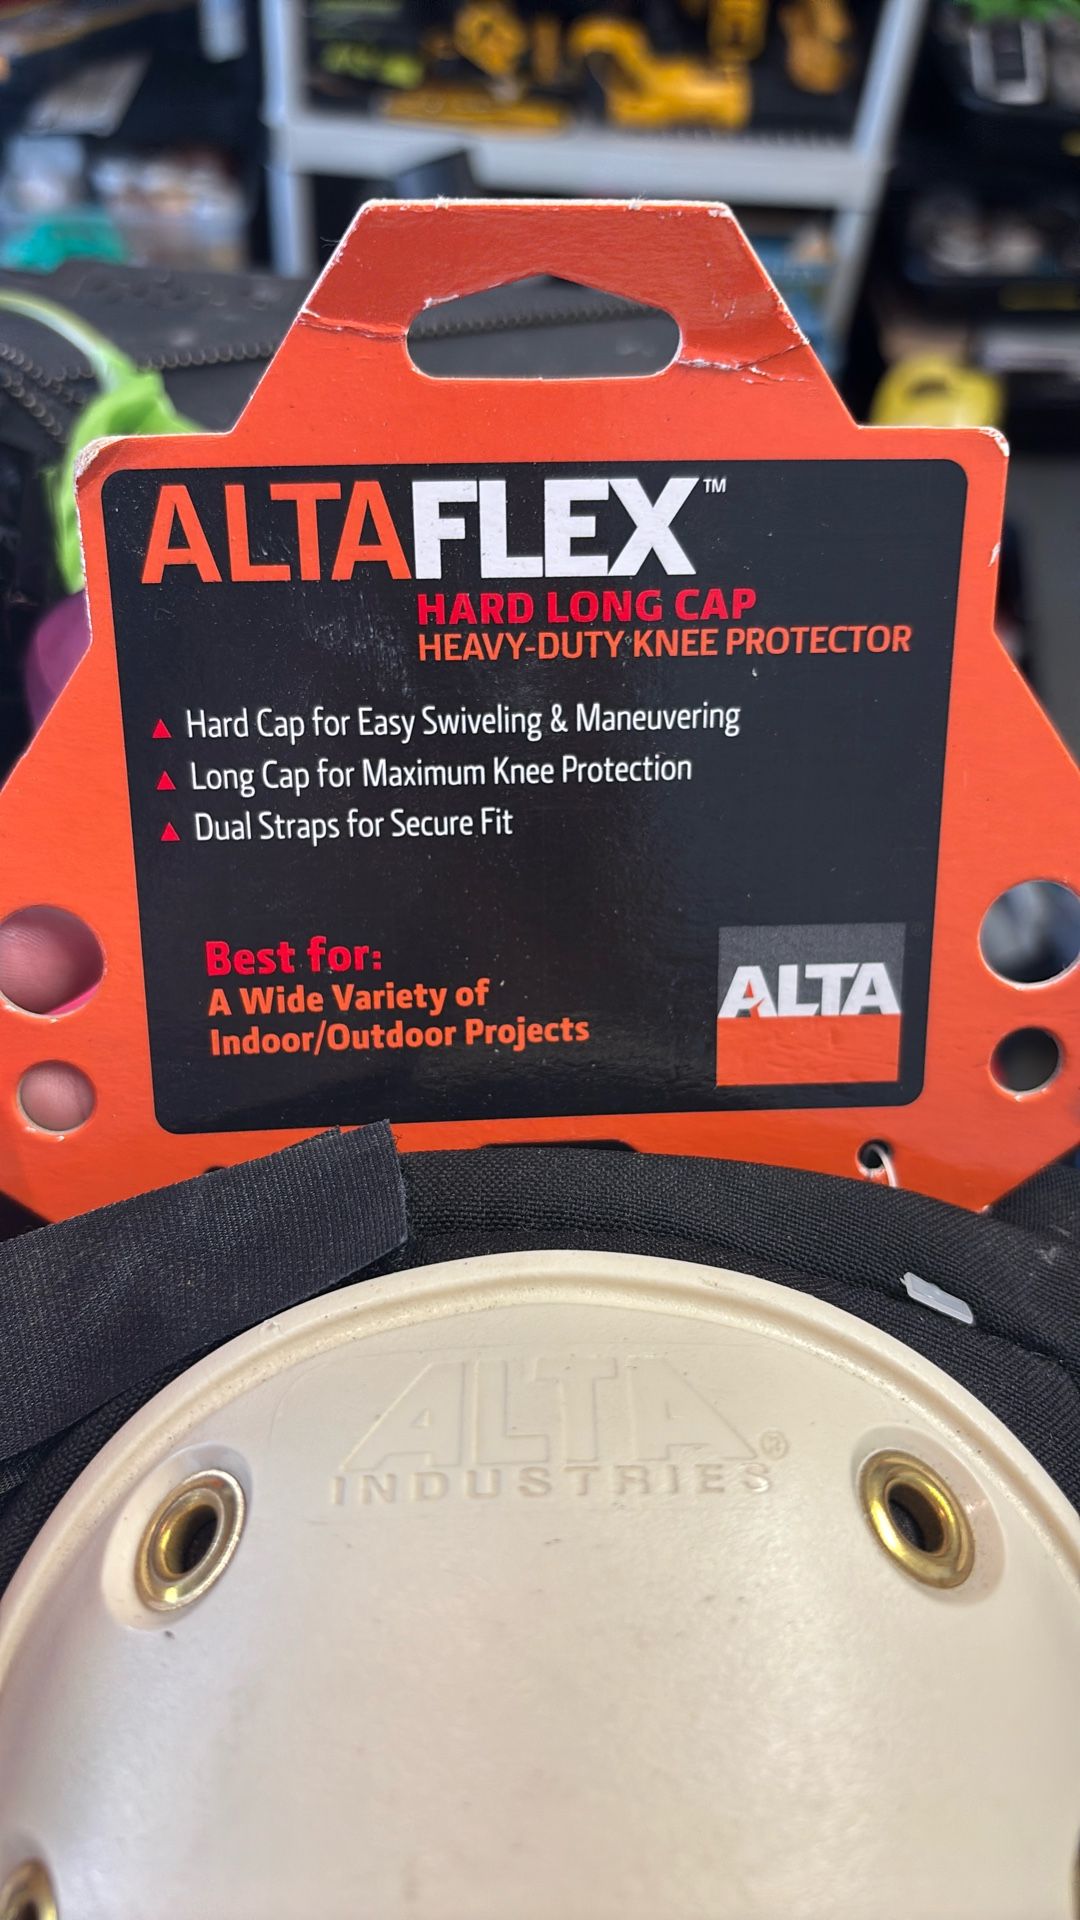 ALTAFLEX™
HARD LONG CAP
HEAVY-DUTY KNEE PROTECTOR
Hard Cap for Easy Swiveling & Maneuvering
Long Cap for Maximum Knee Protection
Dual Straps for Secure Fit
Best for:
A Wide Variety of
Indoor/Outdoor Projects
ALTA
ALTA®
INDUSTRIES